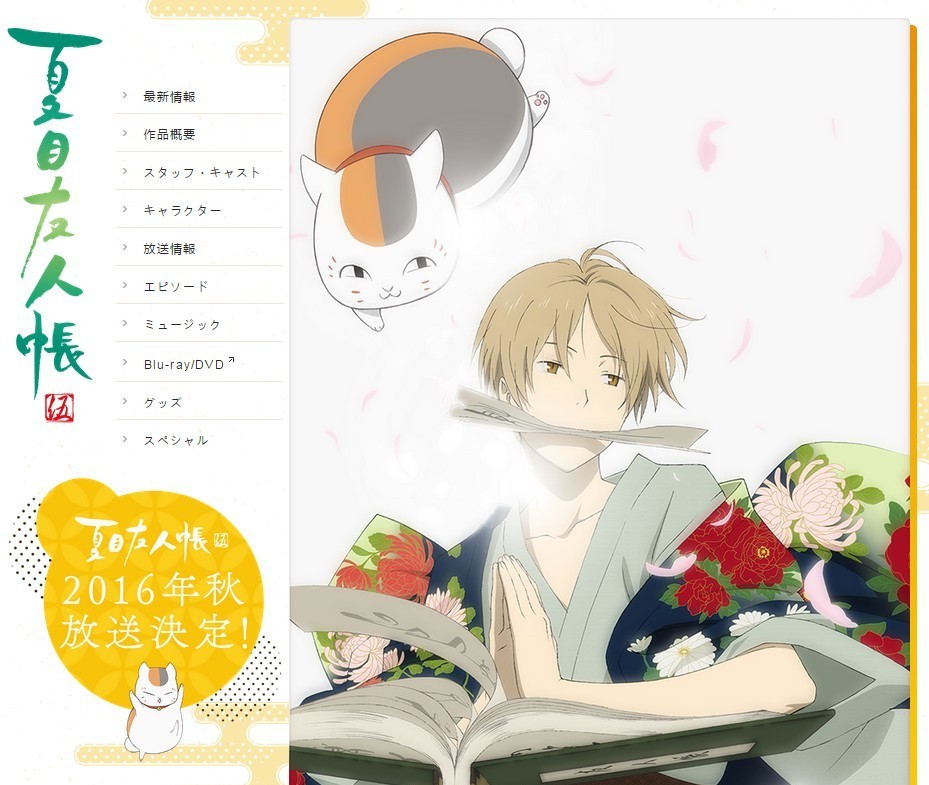 夏目友人帳
伍
最新情報
作品概要
スタッフ・キャスト
キャラクター
放送情報
エピソード
ミュージック
Blu-ray/DVD
グッズ
スペシャル
夏目友人帳 伍
2016年秋
放送決定!